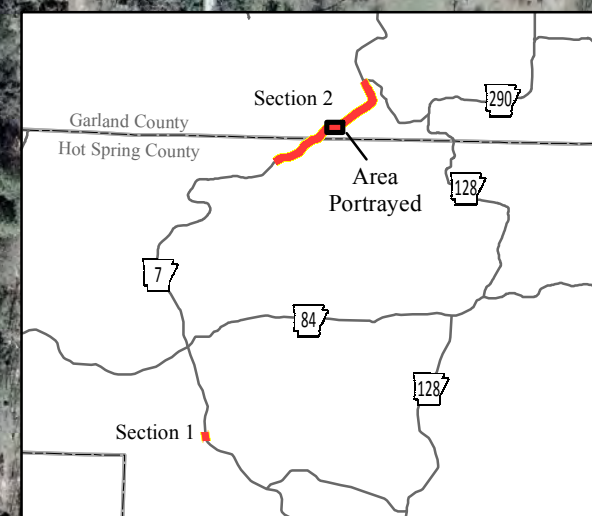 Section 2
290
Garland County
Hot Spring County
Area
Portrayed
128
7
84
128
Section 1